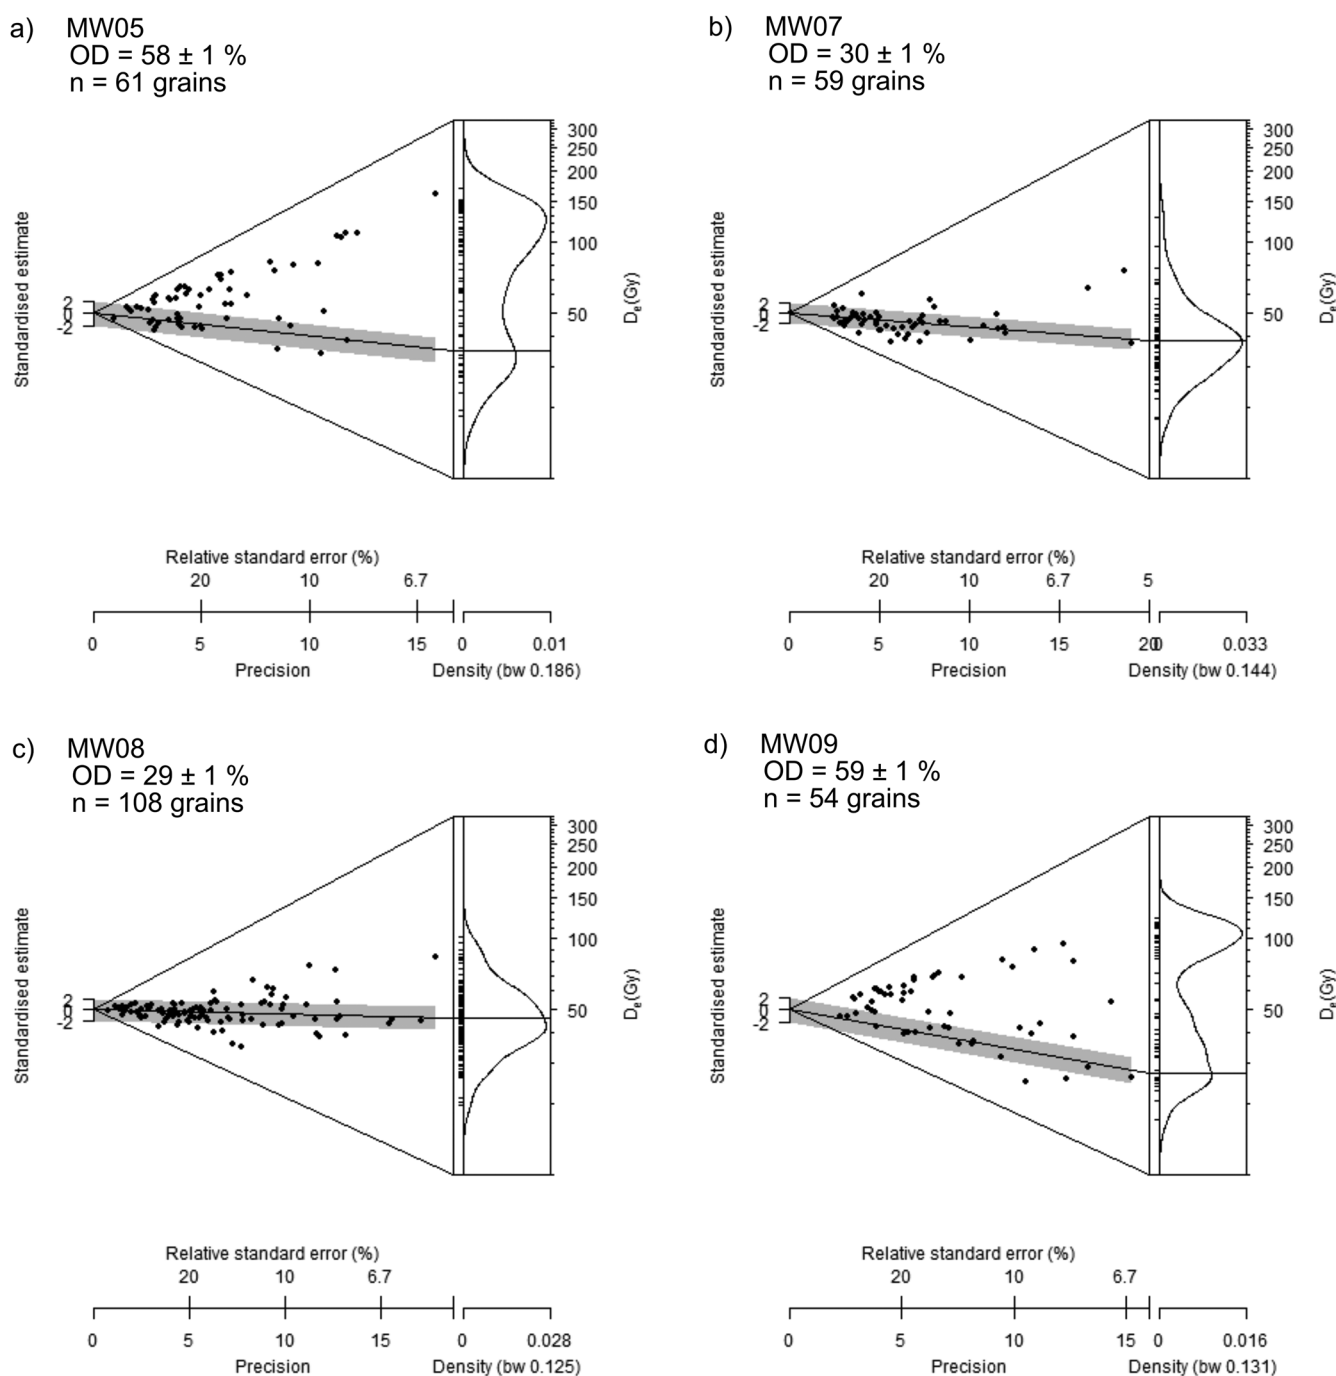 a) MW05
OD = 58 ± 1 %
n = 61 grains
Standardised estimate
2
0
-2
300
250
200
150
100
50
De(Gy)
Relative standard error (%)
20 10 6.7
0 5 10 15 0 0.01
Precision Density (bw 0.186)
b) MW07
OD = 30 ± 1 %
n = 59 grains
Standardised estimate
2
0
-2
300
250
200
150
100
50
De(Gy)
Relative standard error (%)
20 10 6.7 5
0 5 10 15 20 0 0.033
Precision Density (bw 0.144)
c) MW08
OD = 29 ± 1 %
n = 108 grains
Standardised estimate
2
0
-2
300
250
200
150
100
50
De(Gy)
Relative standard error (%)
20 10 6.7
0 5 10 15 0 0.028
Precision Density (bw 0.125)
d) MW09
OD = 59 ± 1 %
n = 54 grains
Standardised estimate
2
0
-2
300
250
200
150
100
50
De(Gy)
Relative standard error (%)
20 10 6.7
0 5 10 15 0 0.016
Precision Density (bw 0.131)